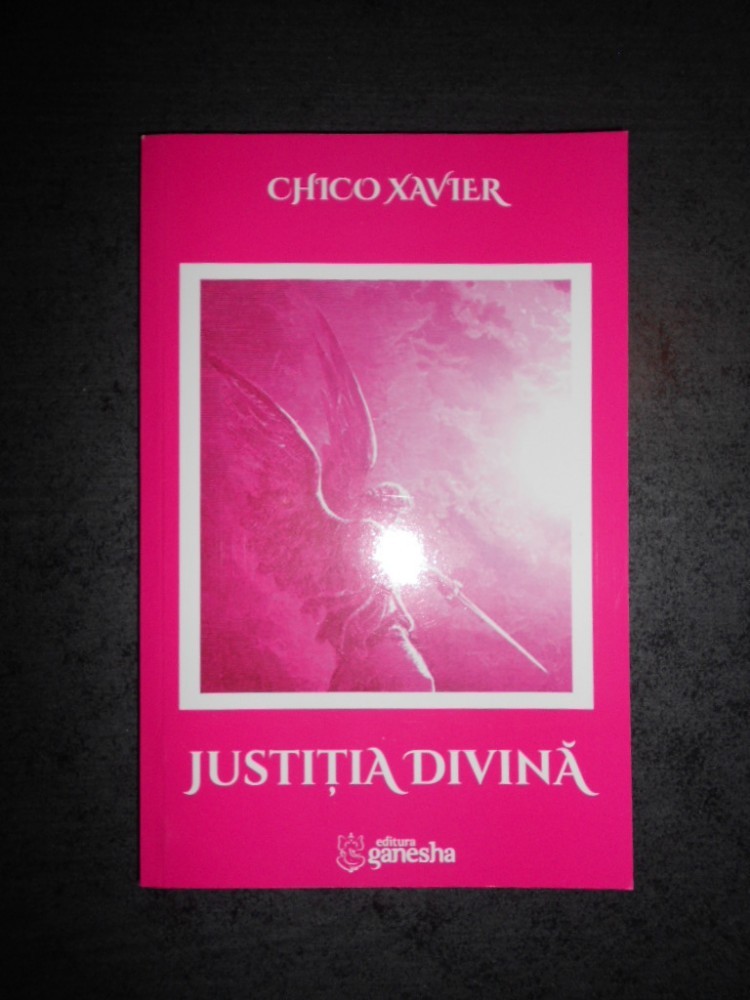 CHICO XAVIER
JUSTIȚIA DIVINĂ
editura
ganesha